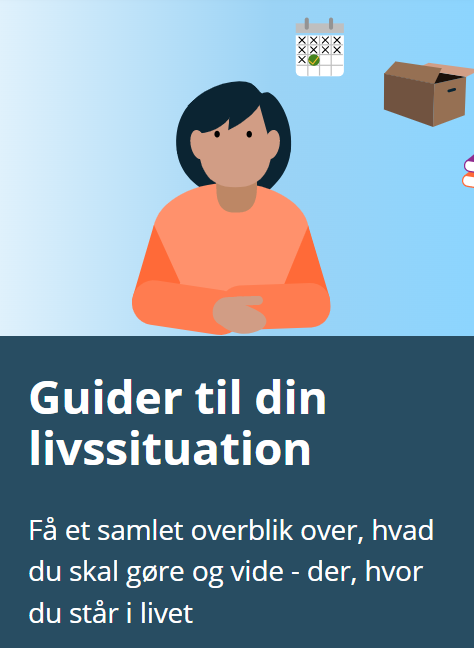 Guider til din
livssituation
Få et samlet overblik over, hvad
du skal gøre og vide - der, hvor
du står i livet